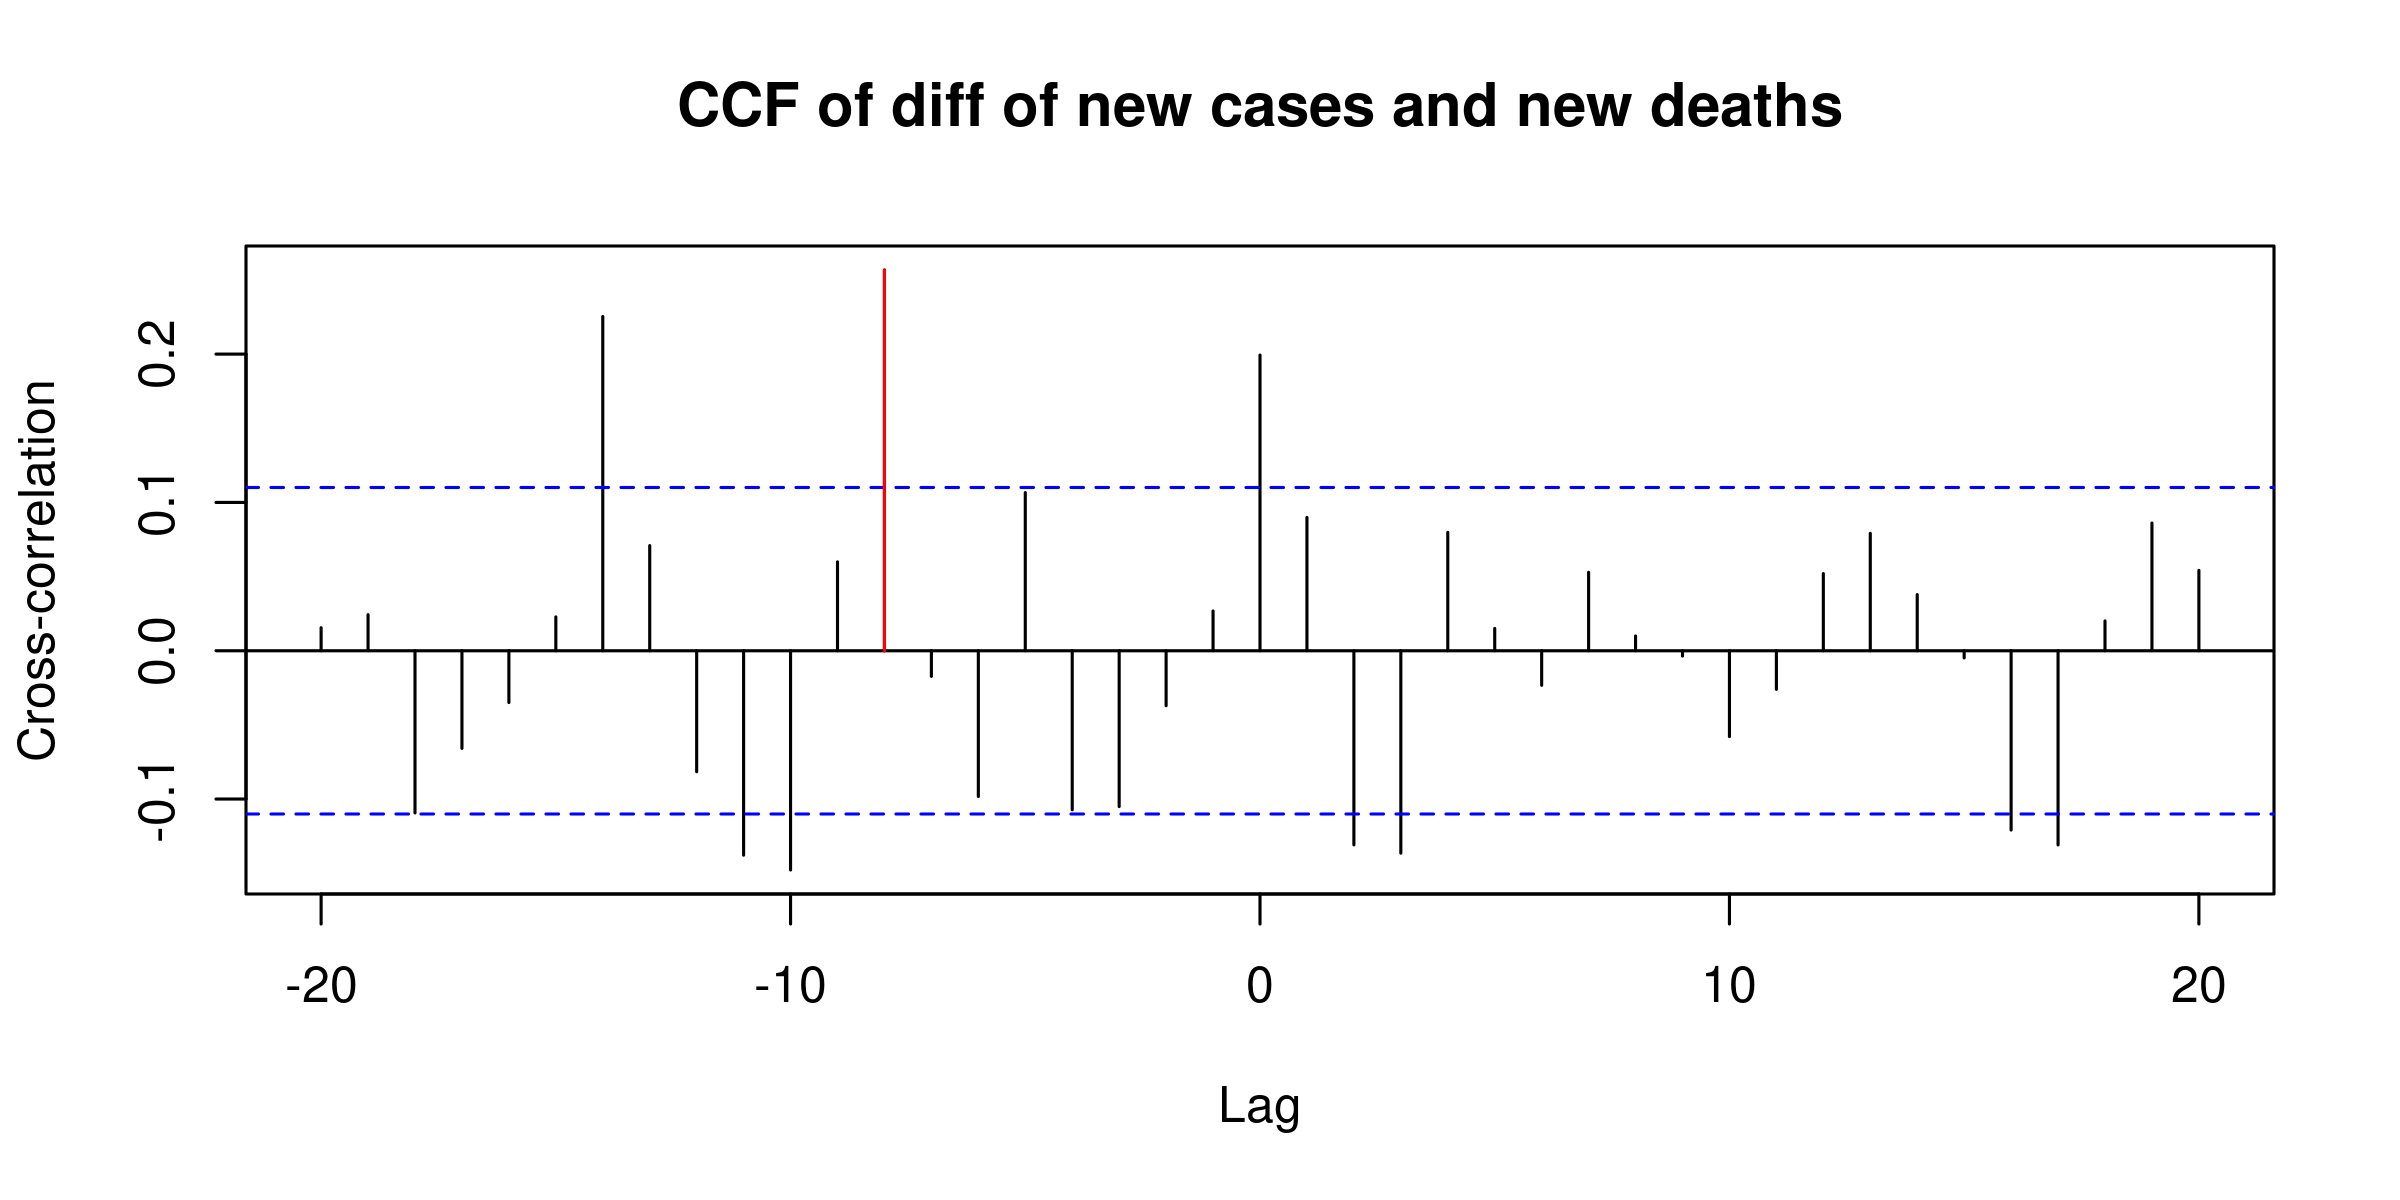 CCF of diff of new cases and new deaths
Cross-correlation
0.2
0.1
0.0
-0.1
-20 -10 0 10 20
Lag